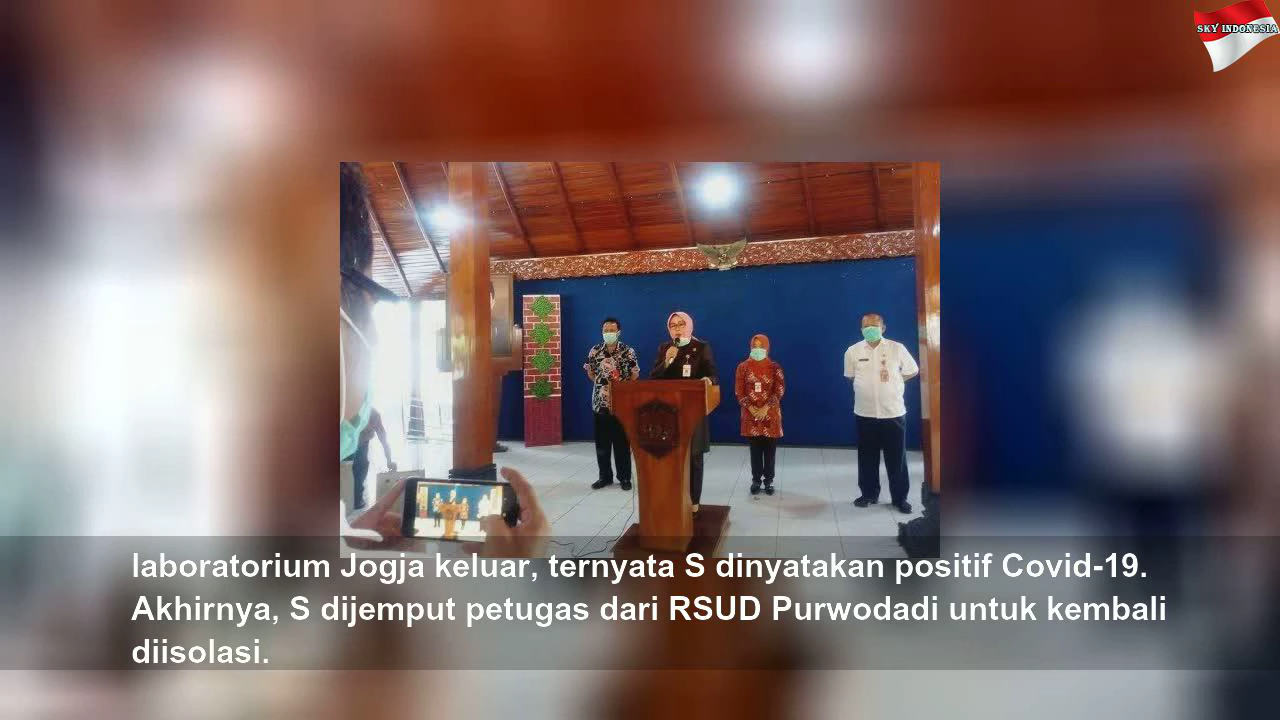 SKY INDONESIA
laboratorium Jogja keluar, ternyata S dinyatakan positif Covid-19.
Akhirnya, S dijemput petugas dari RSUD Purwodadi untuk kembali
diisolasi.